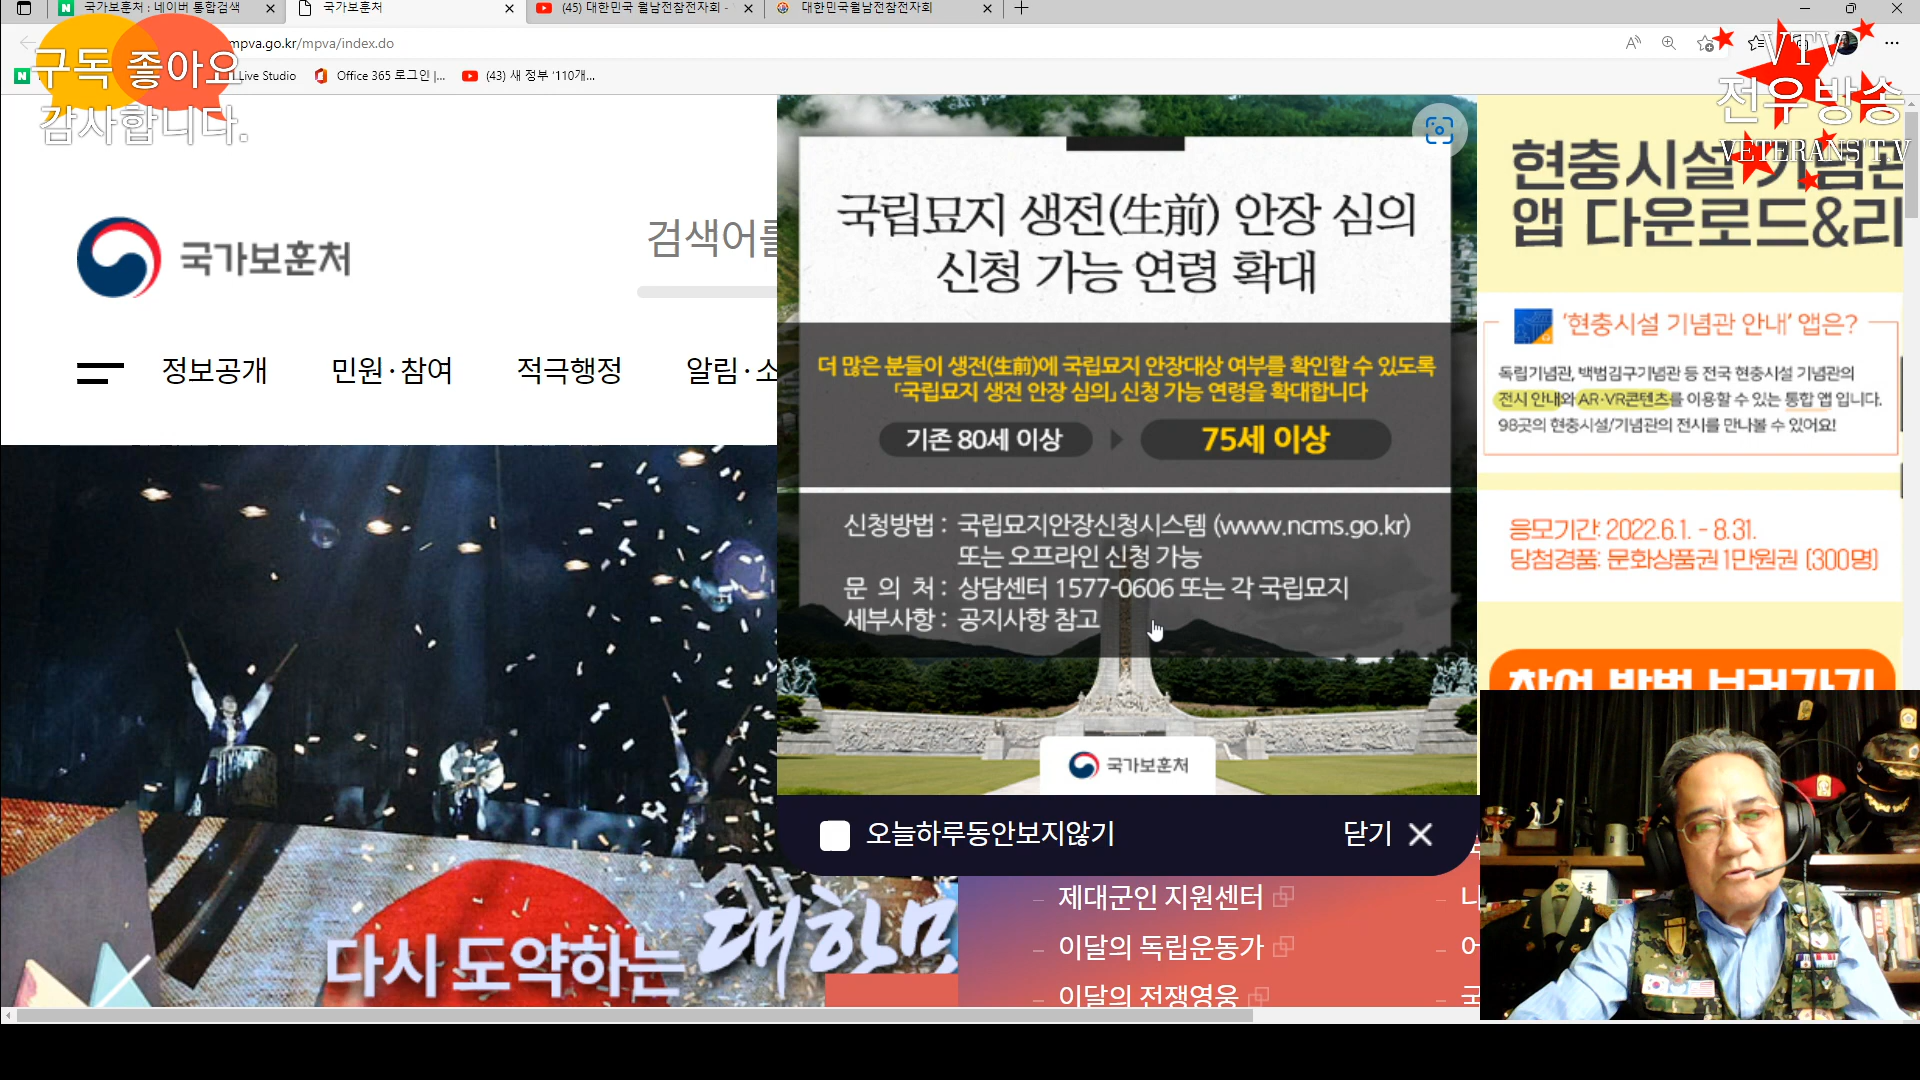 국가보훈처 : 네이버 통합검색
국가보훈처
(45) 대한민국 월남전참전자회 -
대한민국월남전참전자회
mpva.go.kr/mpva/index.do
Live Studio
Office 365 로그인 |...
(43) 새 정부 '110개...
구독 좋아요
감사합니다.
VTV
전우방송
VETERANS'T.V
국가보훈처
검색어를
정보공개
민원·참여
적극행정
알림·소
국립묘지 생전(生前) 안장 심의
신청 가능 연령 확대
더 많은 분들이 생전(生前)에 국립묘지 안장대상 여부를 확인할 수 있도록
「국립묘지 생전 안장 심의」 신청 가능 연령을 확대합니다
기존 80세 이상
75세 이상
신청방법 : 국립묘지안장신청시스템 (www.ncms.go.kr)
또는 오프라인 신청 가능
문 의 처 : 상담센터 1577-0606 또는 각 국립묘지
세부사항 : 공지사항 참고
국가보훈처
오늘하루동안보지않기
닫기
현충시설 기념관
앱 다운로드&리
'현충시설 기념관 안내' 앱은?
독립기념관, 백범김구기념관 등 전국 현충시설 기념관의
전시 안내와 AR·VR콘텐츠를 이용할 수 있는 통합 앱 입니다.
98곳의 현충시설/기념관의 전시를 만나볼 수 있어요!
응모기간: 2022.6.1. - 8.31.
당첨경품: 문화상품권 1만원권 (300명)
참여 방법 보러가기
다시 도약하는 대한민
제대군인 지원센터
이달의 독립운동가
이달의 전쟁영웅